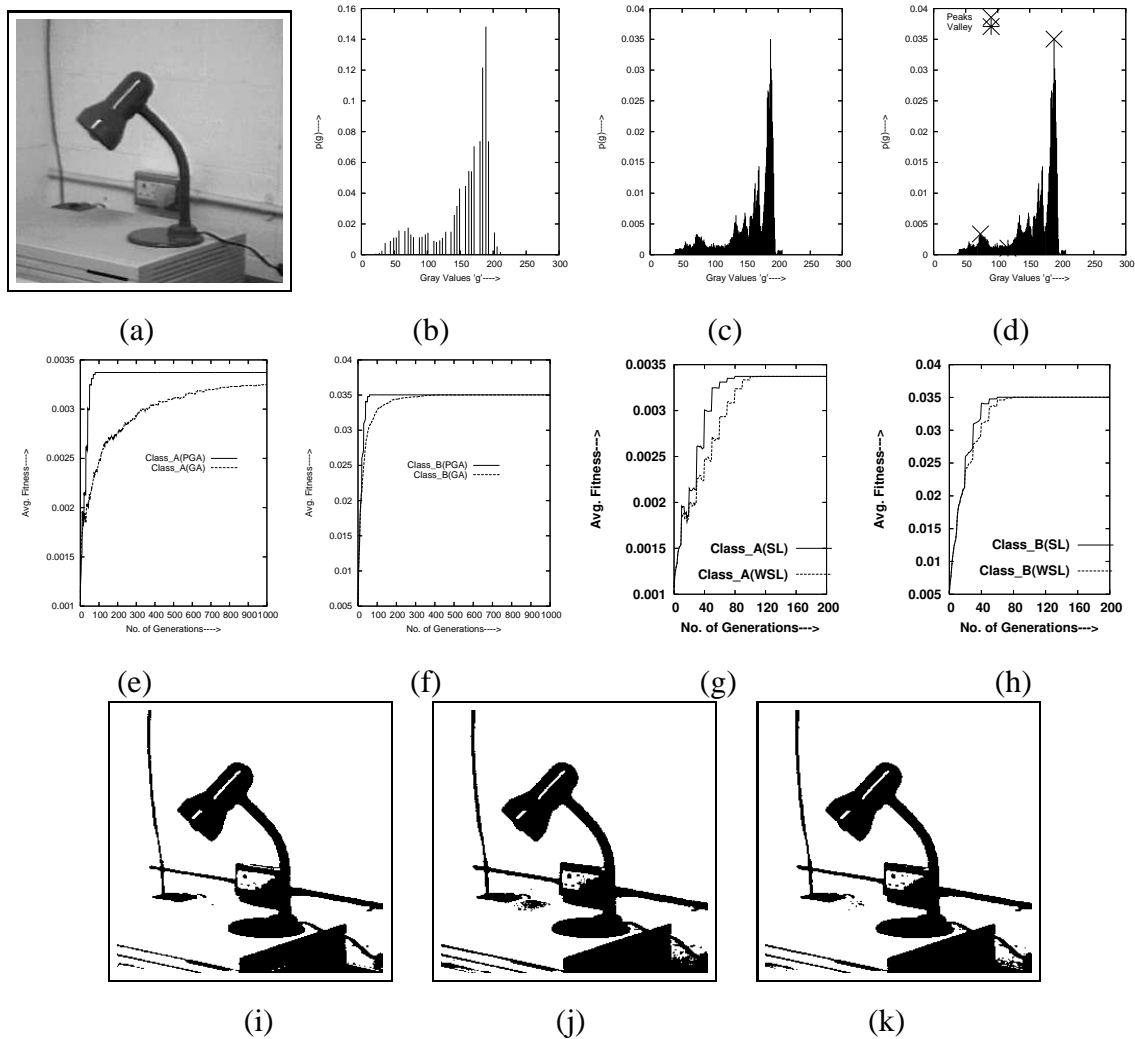 Peaks
Valley
0
0.02
0.04
0.06
0.08
0.1
0.12
0.14
0.16
0 50 100 150 200 250 300
p(g)---->
Gray Values 'g'---->
0
0.005
0.01
0.015
0.02
0.025
0.03
0.035
0.04
0 50 100 150 200 250 300
p(g)---->
Gray Values 'g'---->
0
0.005
0.01
0.015
0.02
0.025
0.03
0.035
0.04
0 50 100 150 200 250 300
p(g)---->
Gray Values 'g'---->
(a) (b) (c) (d)
0.001
0.0015
0.002
0.0025
0.003
0.0035
0 100 200 300 400 500 600 700 800 900 1000
Avg. Fitness---->
No. of Generations---->
Class_A(PGA)
Class_A(GA)
0.005
0.01
0.015
0.02
0.025
0.03
0.035
0.04
0 100 200 300 400 500 600 700 800 900 1000
Avg. Fitness---->
No. of Generations---->
Class_B(PGA)
Class_B(GA)
0.001
0.0015
0.002
0.0025
0.003
0.0035
0 40 80 120 160 200
Avg. Fitness--->
No. of Generations--->
Class_A(SL)
Class_A(WSL)
0.005
0.01
0.015
0.02
0.025
0.03
0.035
0.04
0 40 80 120 160 200
Avg. Fitness--->
No. of Generations--->
Class_B(SL)
Class_B(WSL)
(e) (f) (g) (h)
(i) (j) (k)